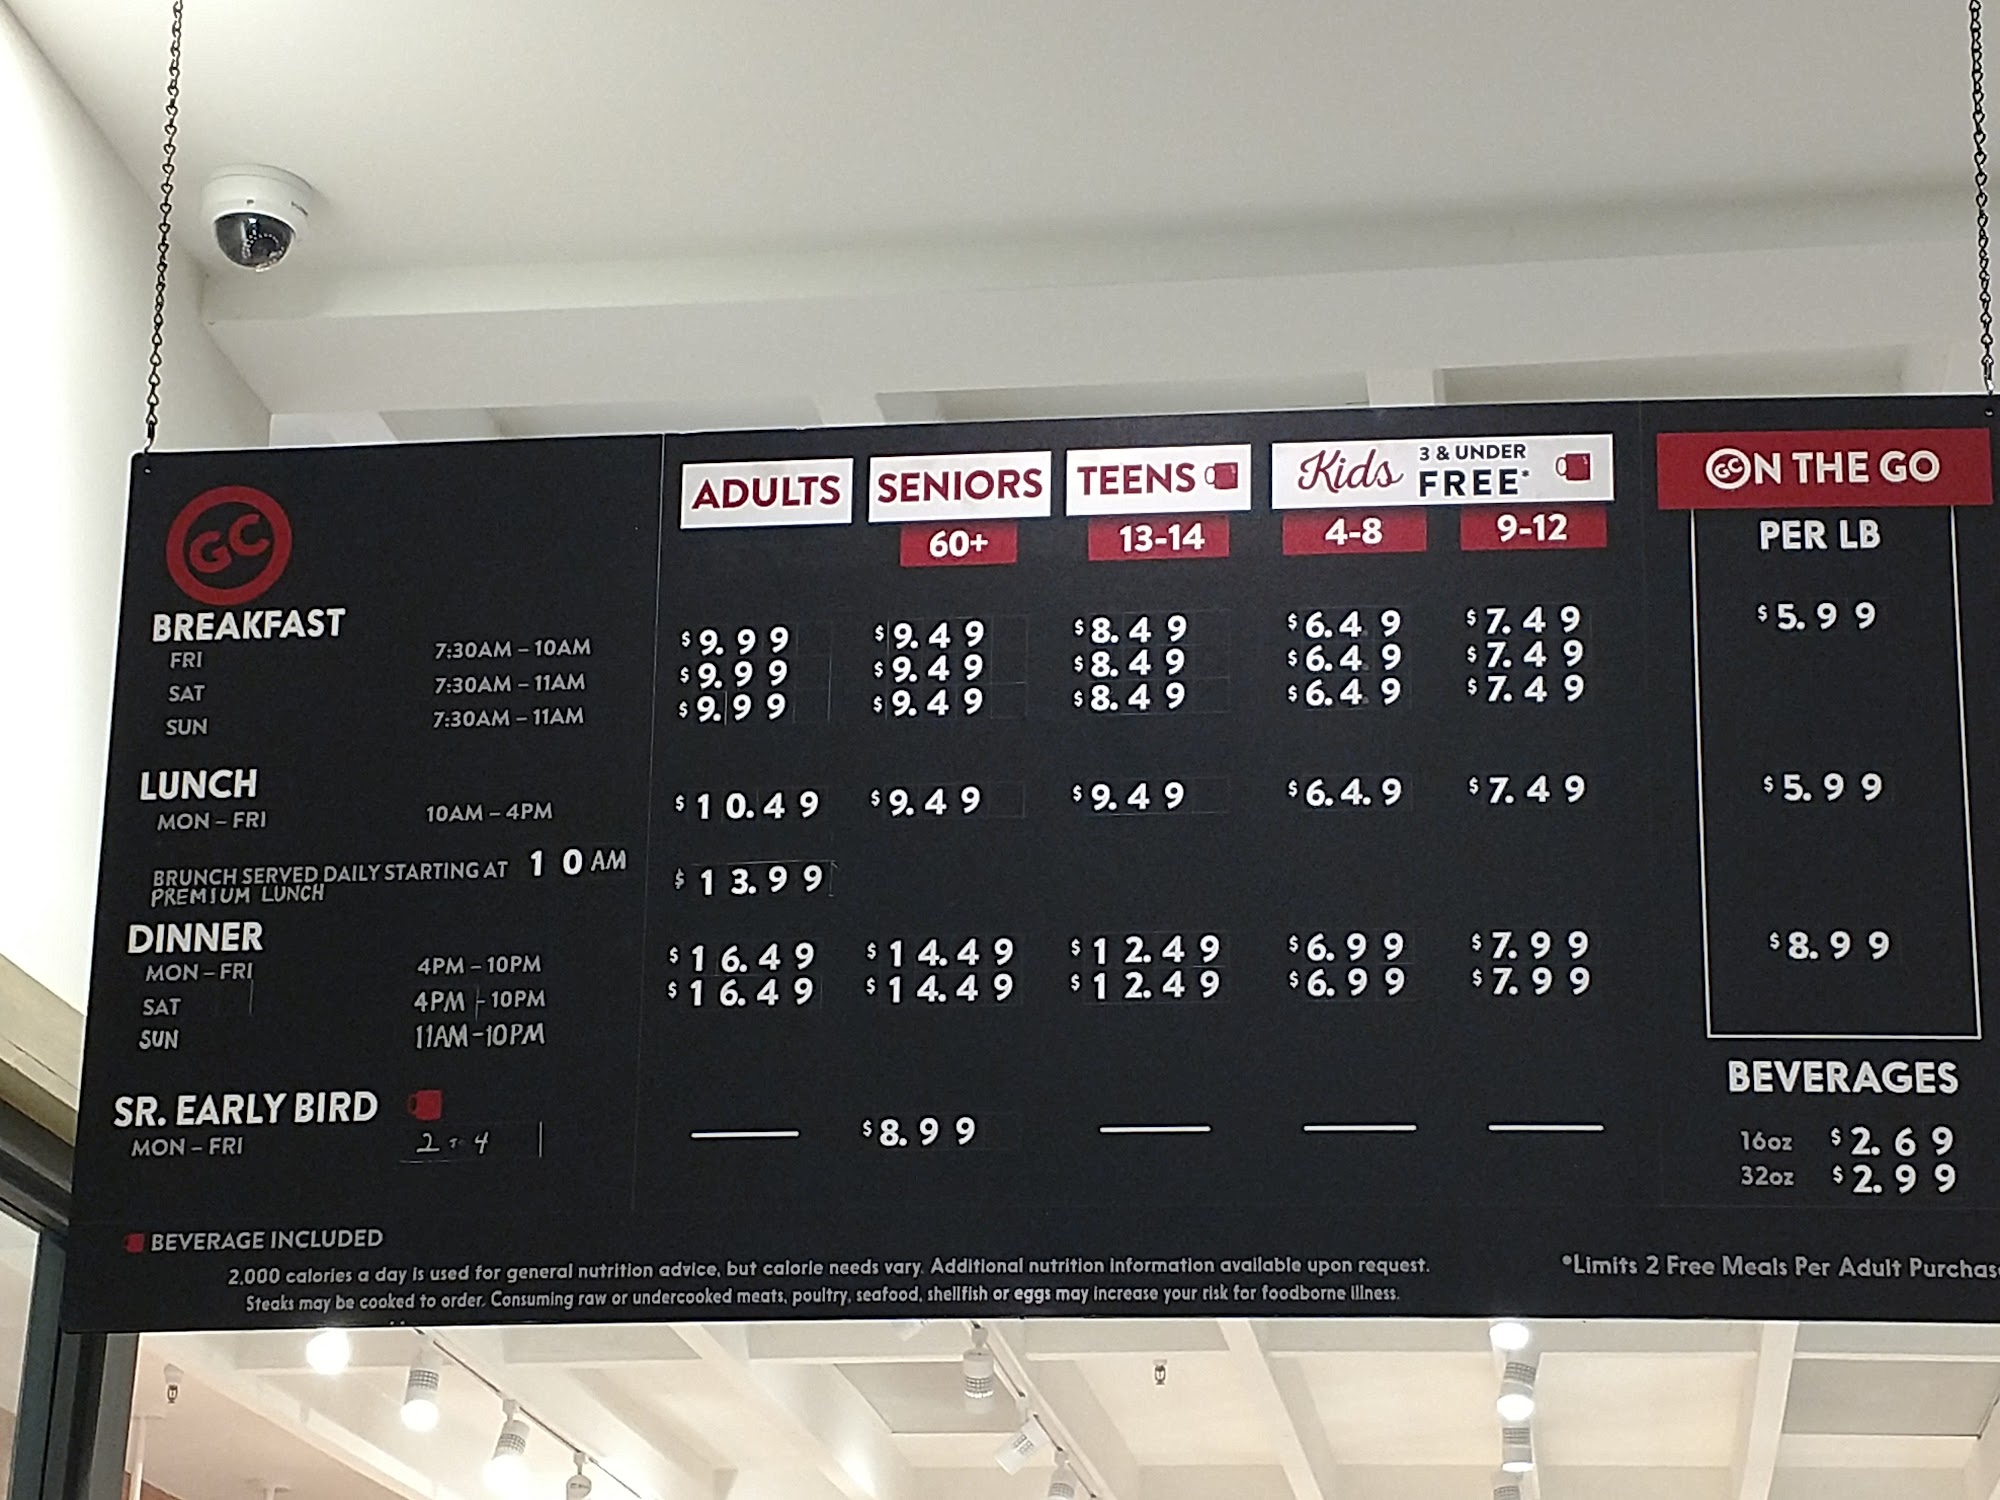 ADULTS SENIORS TEENS Kids 3 & UNDER FREE* GC ON THE GO
60+ 13-14 4-8 9-12 PER LB
GC
BREAKFAST
FRI 7:30AM – 10AM $9.99 $9.49 $8.49 $6.49 $7.49 $5.99
SAT 7:30AM – 11AM $9.99 $9.49 $8.49 $6.49 $7.49
SUN 7:30AM – 11AM $9.99 $9.49 $8.49 $6.49 $7.49
LUNCH
MON – FRI 10AM – 4PM $10.49 $9.49 $9.49 $6.4.9 $7.49 $5.99
BRUNCH SERVED DAILY STARTING AT 10 AM $13.99
PREMIUM LUNCH
DINNER
MON – FRI 4PM – 10PM $16.49 $14.49 $12.49 $6.99 $7.99 $8.99
SAT 4PM – 10PM $16.49 $14.49 $12.49 $6.99 $7.99
SUN 11AM-10PM
SR. EARLY BIRD
MON – FRI 2 TO 4 $8.99
BEVERAGES
16oz $2.69
32oz $2.99
BEVERAGE INCLUDED
2,000 calories a day is used for general nutrition advice, but calorie needs vary. Additional nutrition information available upon request.
*Limits 2 Free Meals Per Adult Purchas
Steaks may be cooked to order. Consuming raw or undercooked meats, poultry, seafood, shellfish or eggs may increase your risk for foodborne illness.